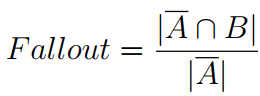 Fallout = |A̅ ∩ B| / |A̅|